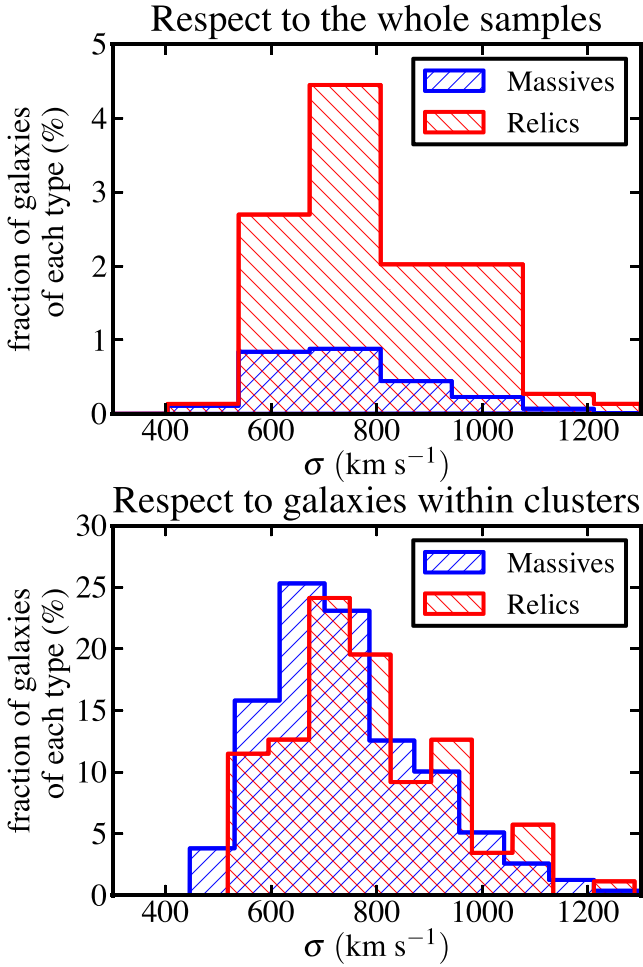 Respect to the whole samples
5
4
3
2
1
0
fraction of galaxies
of each type (%)
Massives
Relics
400 600 800 1000 1200
σ (km s⁻¹)
Respect to galaxies within clusters
30
25
20
15
10
5
0
fraction of galaxies
of each type (%)
Massives
Relics
400 600 800 1000 1200
σ (km s⁻¹)